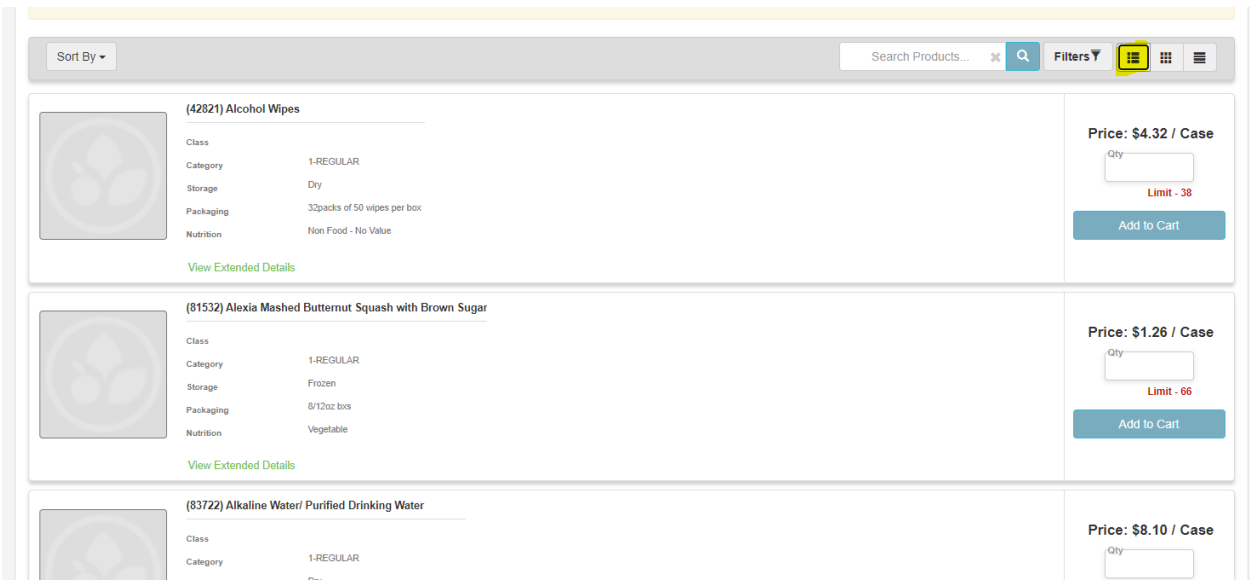 Sort By
Search Products...
Filters
(42821) Alcohol Wipes
Class
Category 1-REGULAR
Storage Dry
Packaging 32packs of 50 wipes per box
Nutrition Non Food - No Value
View Extended Details
Price: $4.32 / Case
Qty
Limit - 38
Add to Cart
(81532) Alexia Mashed Butternut Squash with Brown Sugar
Class
Category 1-REGULAR
Storage Frozen
Packaging 8/12oz bxs
Nutrition Vegetable
View Extended Details
Price: $1.26 / Case
Qty
Limit - 66
Add to Cart
(83722) Alkaline Water/ Purified Drinking Water
Class
Category 1-REGULAR
Price: $8.10 / Case
Qty